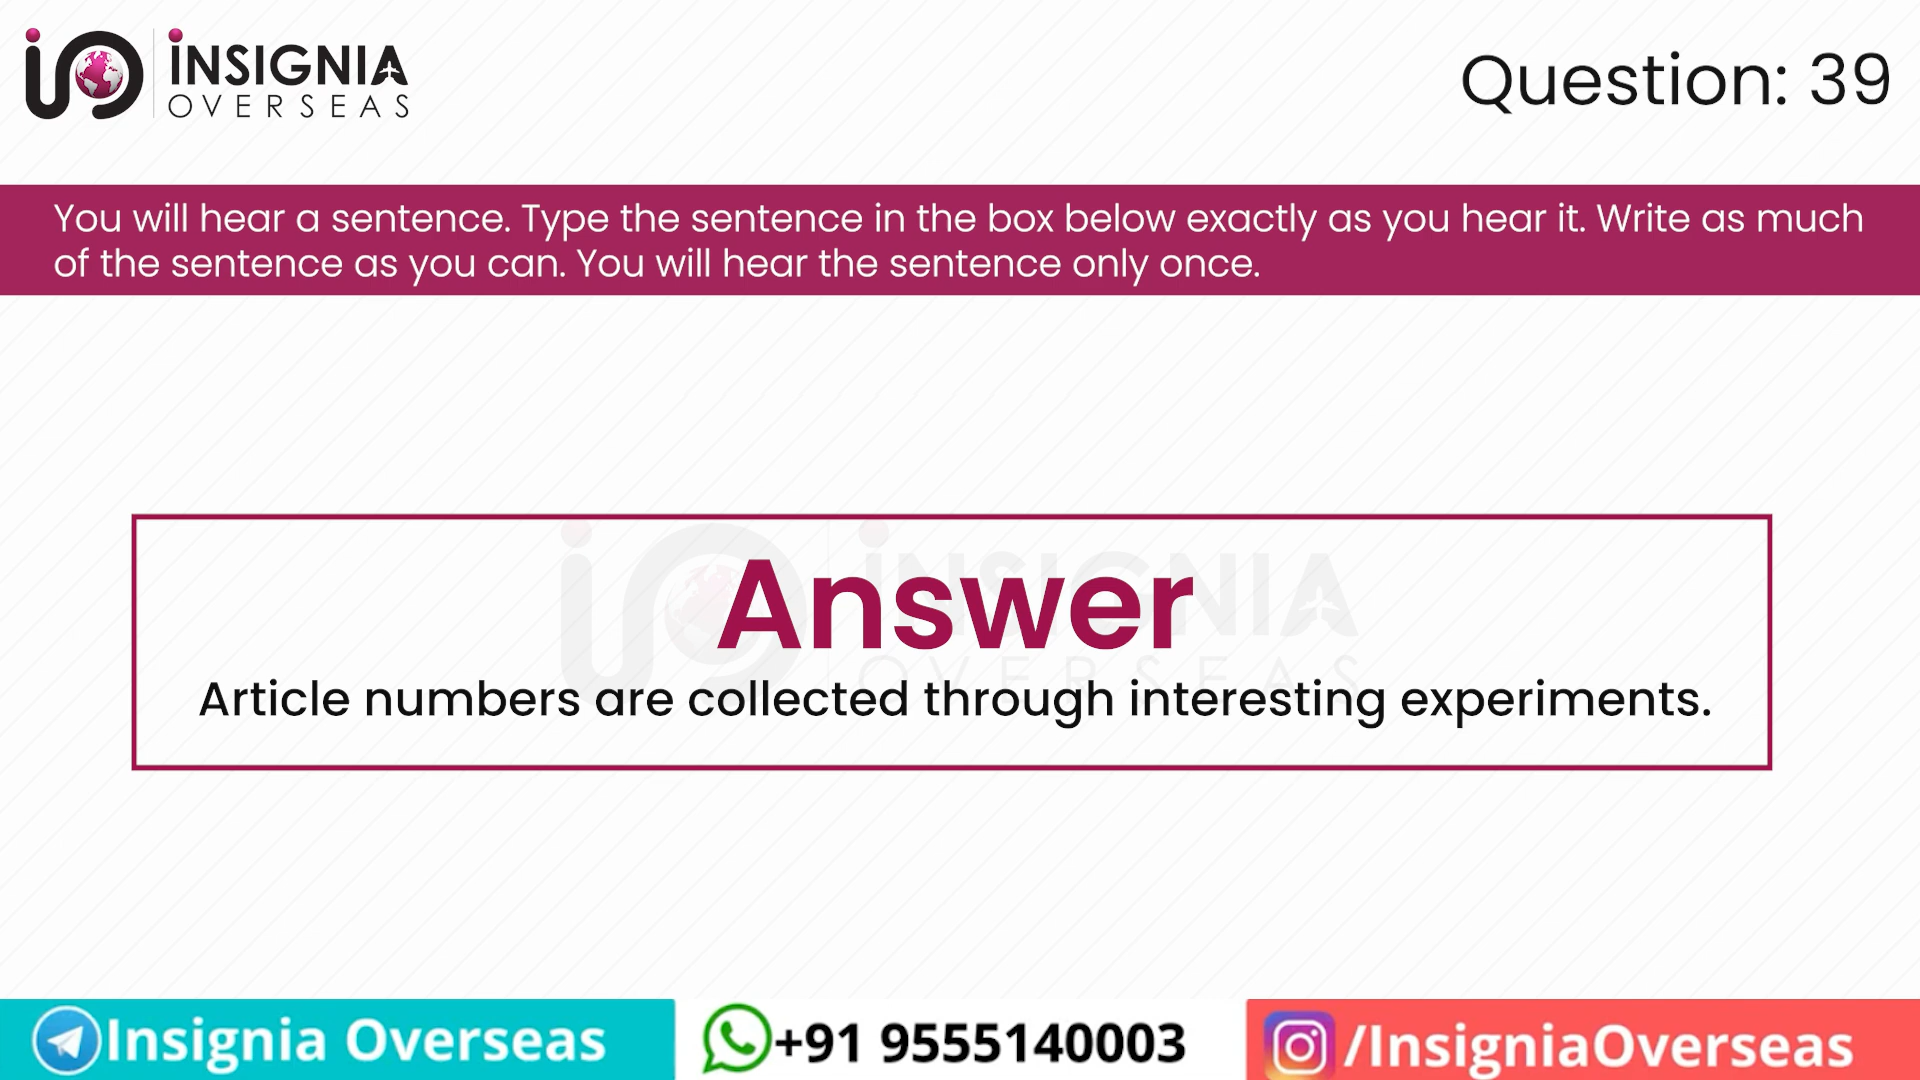 INSIGNIA
OVERSEAS
Question: 39
You will hear a sentence. Type the sentence in the box below exactly as you hear it. Write as much
of the sentence as you can. You will hear the sentence only once.
INSIGNIA
OVERSEAS
Answer
Article numbers are collected through interesting experiments.
Insignia Overseas
+91 9555140003
/InsigniaOverseas